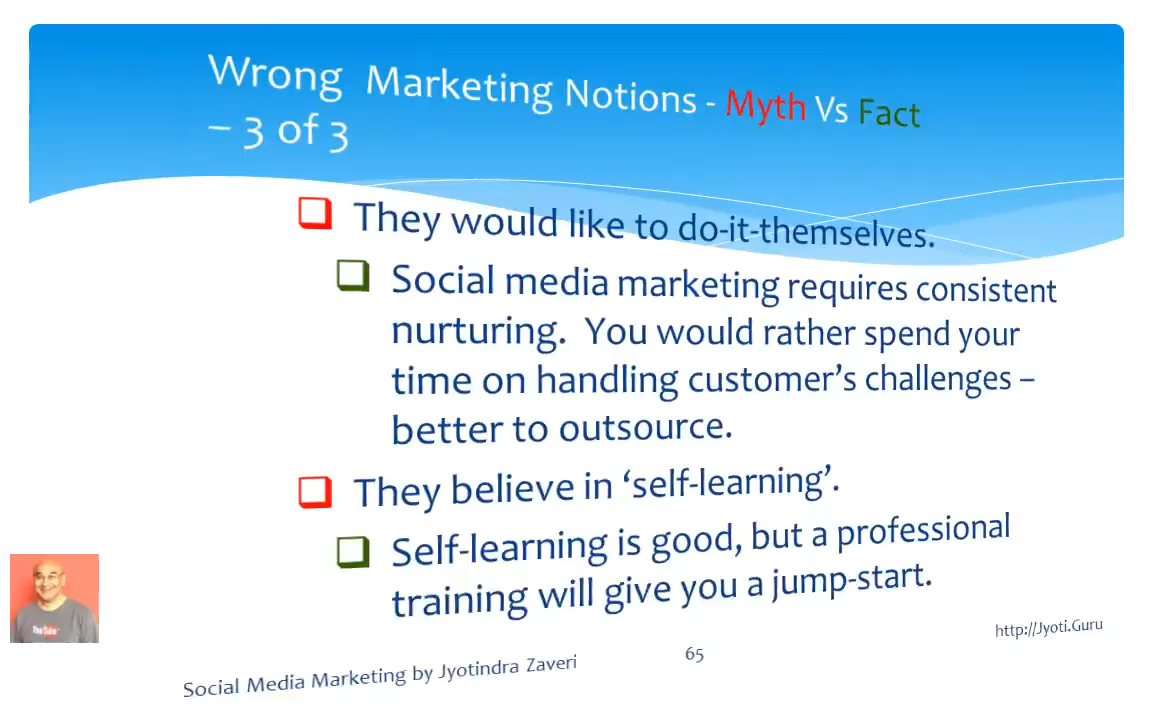 Wrong Marketing Notions - Myth Vs Fact
– 3 of 3
They would like to do-it-themselves.
Social media marketing requires consistent
nurturing. You would rather spend your
time on handling customer’s challenges –
better to outsource.
They believe in ‘self-learning’.
Self-learning is good, but a professional
training will give you a jump-start.
YouTube
http://Jyoti.Guru
65
Social Media Marketing by Jyotindra Zaveri